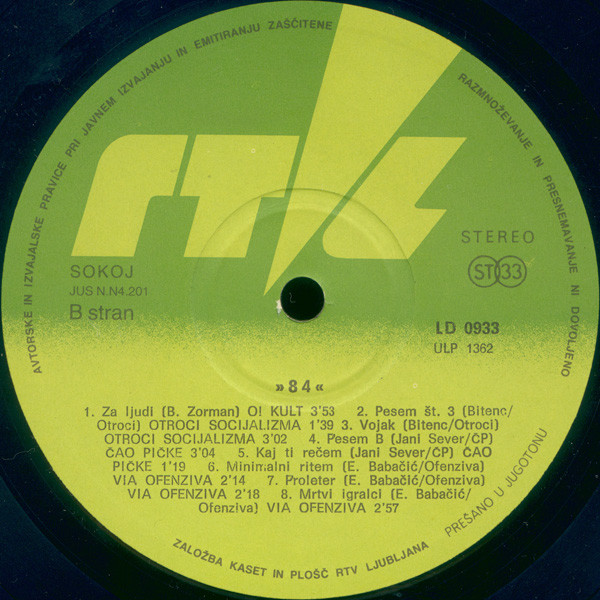 AVTORSKE IN IZVAJALSKE PRAVICE PRI JAVNEM IZVAJANJU IN EMITIRANJU ZAŠČITENE
RAZMNOŽEVANJE IN PRESNEMAVANJE NI DOVOLJENO
rtl
STEREO
SOKOJ
ST 33
JUS N.N4.201
B stran
LD 0933
ULP 1362
»84«
1. Za ljudi (B. Zorman) O! KULT 3'53 2. Pesem št. 3 (Bitenc/
Otroci) OTROCI SOCIJALIZMA 1'39 3. Vojak (Bitenc/Otroci)
OTROCI SOCIJALIZMA 3'02 4. Pesem B (Jani Sever/ČP)
ČAO PIČKE 3'04 5. Kaj ti rečem (Jani Sever/ČP) ČAO
PIČKE 1'19 6. Minimalni ritem (E. Babačić/Ofenziva)
VIA OFENZIVA 2'14 7. Proleter (E. Babačić/Ofenziva)
VIA OFENZIVA 2'18 8. Mrtvi igralci (E. Babačić/
Ofenziva) VIA OFENZIVA 2'57
PREŠANO U JUGOTONU
ZALOŽBA KASET IN PLOŠČ RTV LJUBLJANA